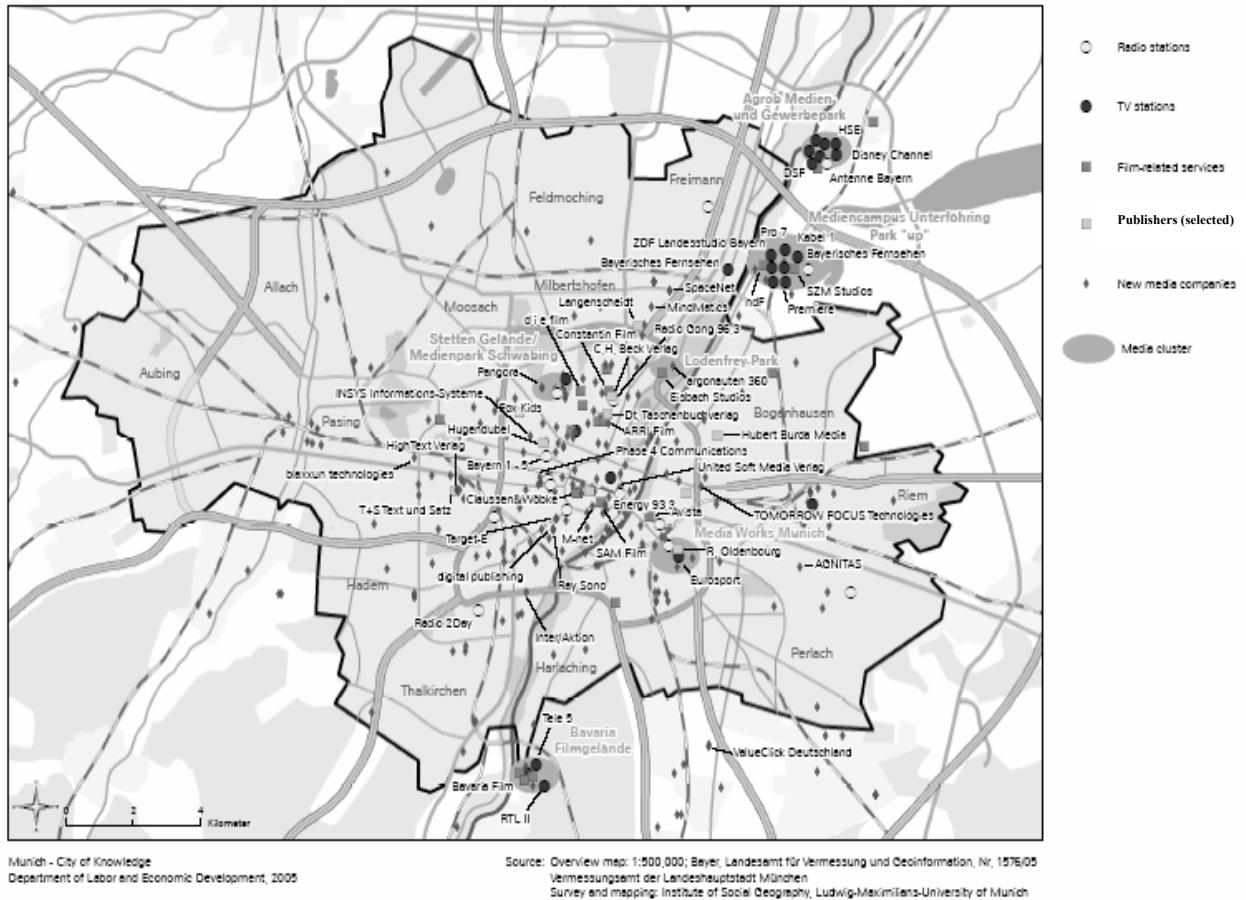 Agrob Medien-
und Gewerbepark
HSE
Disney Channel
DSF
Antenne Bayern
Freimann
Feldmoching
Mediencampus Unterföhring
Park "up"
Pro 7
Kabel 1
ZDF Landesstudio Bayern
Bayerisches Fernsehen
Bayerisches Fernsehen
SZM Studios
ndF
Premiere
Allach
Milbertshofen
SpaceNet
Moosach
Langenscheidt
MindMatics
d.i.e.film
Constantin Film
Radio Gong 96,3
C.H. Beck Verlag
Stetten Gelände/
Medienpark Schwabing
Lodenfrey-Park
Pangora
argonauten 360
Eisbach Studios
Aubing
INSYS Informations-Systeme
Fox Kids
Dt. Taschenbuchverlag
Bogenhausen
Pasing
Hugendubel
ARRI Film
Hubert Burda Media
HighText Verlag
Phase 4 Communications
Bayern 1 - 5
United Soft Media Verlag
blaxxun technologies
Claussen&Wöbke
Energy 93,3
Riem
T+S Text und Satz
Avista
TOMORROW FOCUS Technologies
Target-E
M-net
Media Works Munich
SAM Film
R. Oldenbourg
digital publishing
Ray Sono
Eurosport
AGNITAS
Hadern
Radio 2Day
Inter/Aktion
Harlaching
Perlach
Thalkirchen
Tele 5
Bavaria
Filmgelände
ValueClick Deutschland
Bavaria Film
RTL II
0 2 4
Kilometer
Radio stations
TV stations
Film-related services
Publishers (selected)
New media companies
Media cluster
Munich - City of Knowledge
Department of Labor and Economic Development, 2005
Source: Overview map: 1:500,000; Bayer. Landesamt für Vermessung und Geoinformation, Nr. 1576/05
Vermessungsamt der Landeshauptstadt München
Survey and mapping: Institute of Social Geography, Ludwig-Maximilians-University of Munich